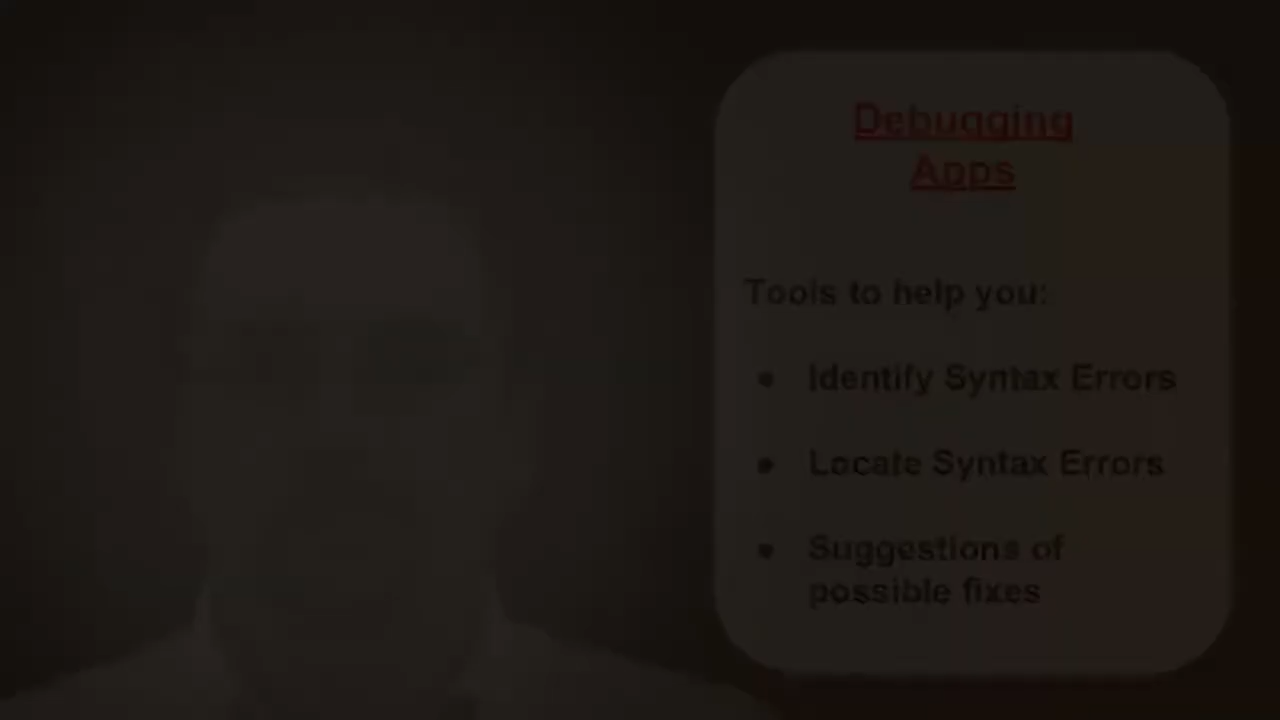 Debugging
Apps
Tools to help you:
● Identify Syntax Errors
● Locate Syntax Errors
● Suggestions of
possible fixes